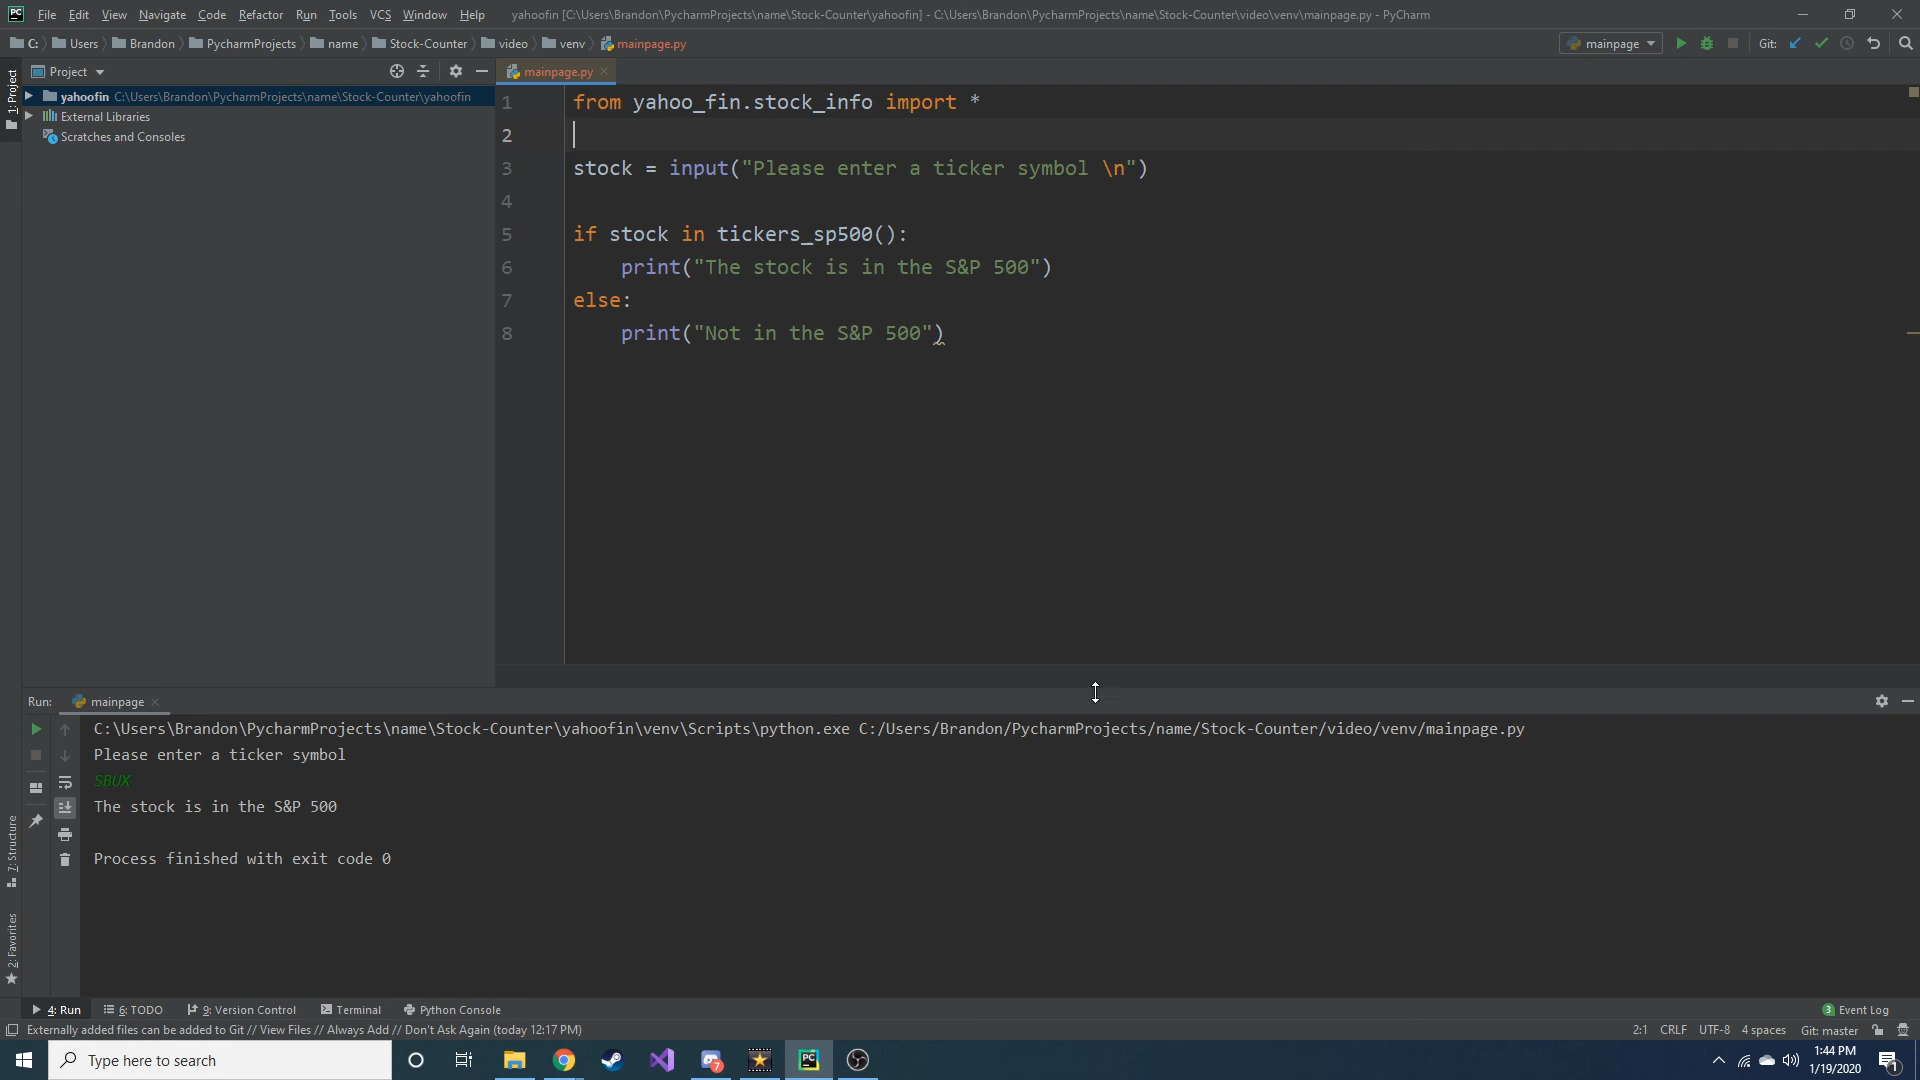 PC File Edit View Navigate Code Refactor Run Tools VCS Window Help yahoofin [C:\Users\Brandon\PycharmProjects\name\Stock-Counter\yahoofin] - C:\Users\Brandon\PycharmProjects\name\Stock-Counter\video\venv\mainpage.py - PyCharm
C: Users Brandon PycharmProjects name Stock-Counter video venv mainpage.py mainpage Git:
1: Project
Project mainpage.py
yahoofin C:\Users\Brandon\PycharmProjects\name\Stock-Counter\yahoofin
External Libraries
Scratches and Consoles
1 from yahoo_fin.stock_info import *
2
3 stock = input("Please enter a ticker symbol \n")
4
5 if stock in tickers_sp500():
6 print("The stock is in the S&P 500")
7 else:
8 print("Not in the S&P 500")
Run: mainpage
C:\Users\Brandon\PycharmProjects\name\Stock-Counter\yahoofin\venv\Scripts\python.exe C:/Users/Brandon/PycharmProjects/name/Stock-Counter/video/venv/mainpage.py
Please enter a ticker symbol
SBUX
The stock is in the S&P 500
Process finished with exit code 0
7: Structure
2: Favorites
4: Run 6: TODO 9: Version Control Terminal Python Console 3 Event Log
Externally added files can be added to Git // View Files // Always Add // Don't Ask Again (today 12:17 PM) 2:1 CRLF UTF-8 4 spaces Git: master
Type here to search 7 PC 1:44 PM
1/19/2020 1